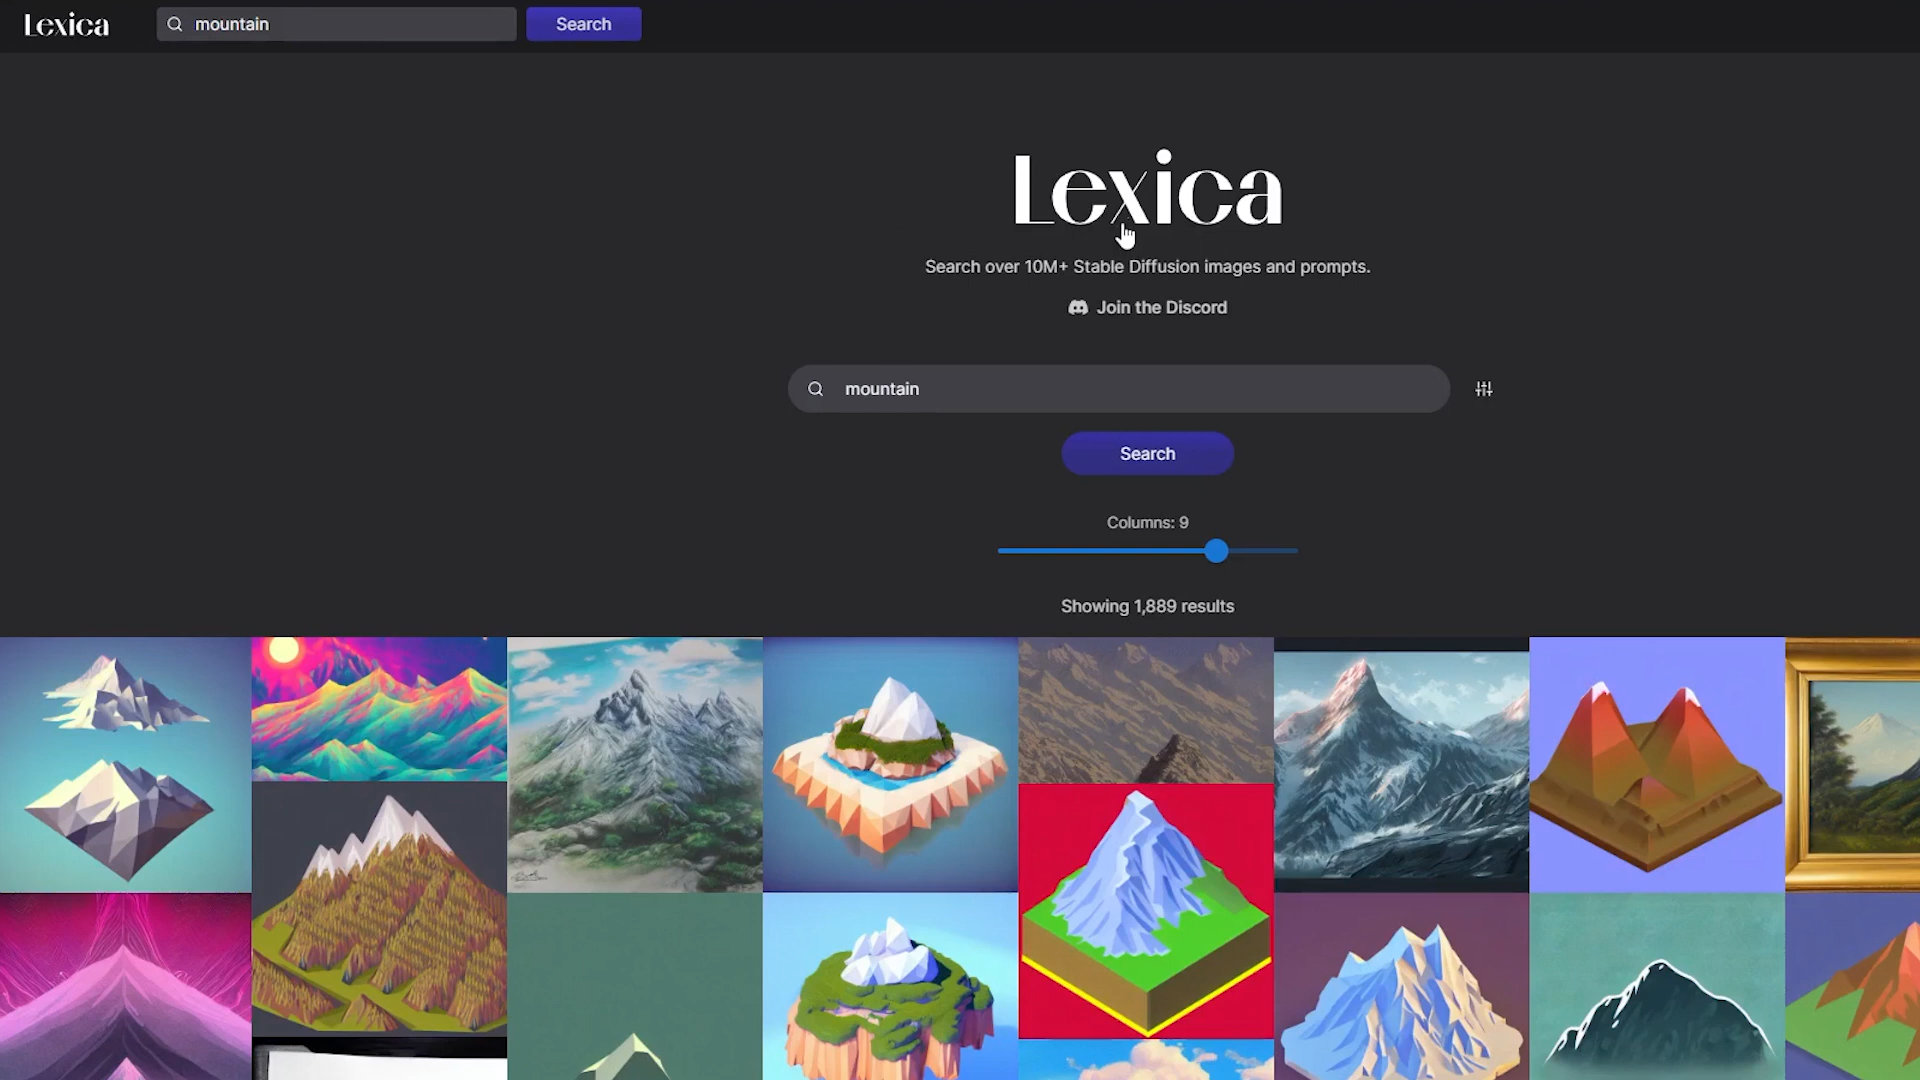 Lexica
mountain
Search
Lexica
Search over 10M+ Stable Diffusion images and prompts.
Join the Discord
mountain
Search
Columns: 9
Showing 1,889 results